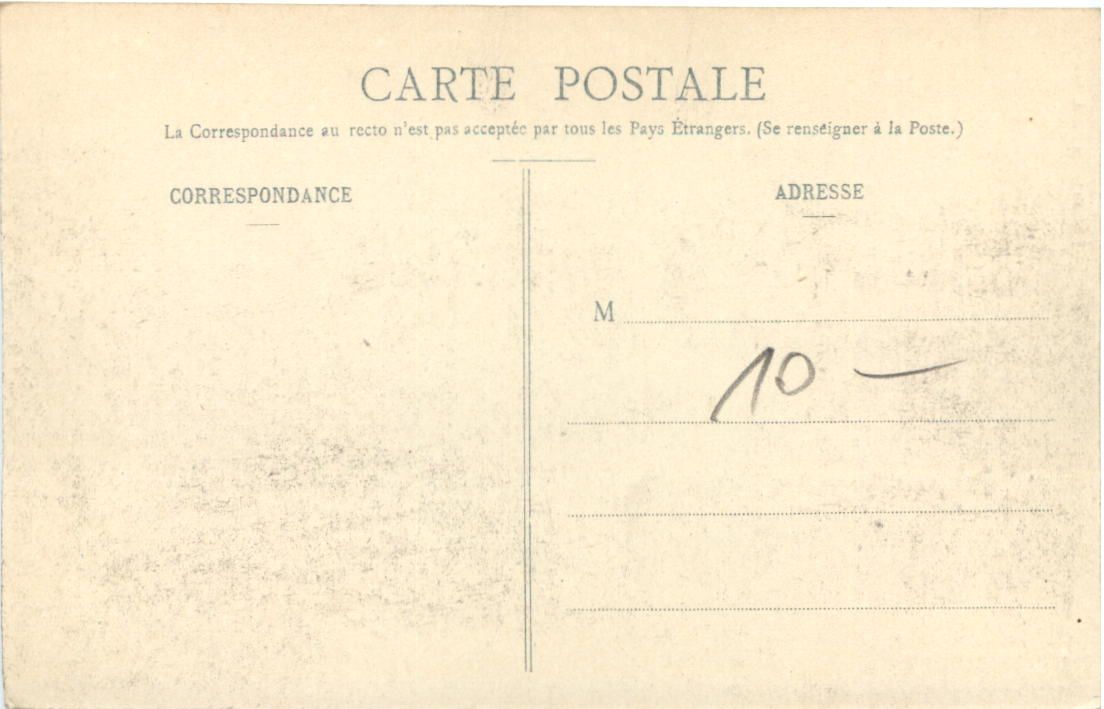 CARTE POSTALE
La Correspondance au recto n'est pas acceptée par tous les Pays Étrangers. (Se renseigner à la Poste.)
CORRESPONDANCE
ADRESSE
M
10 —